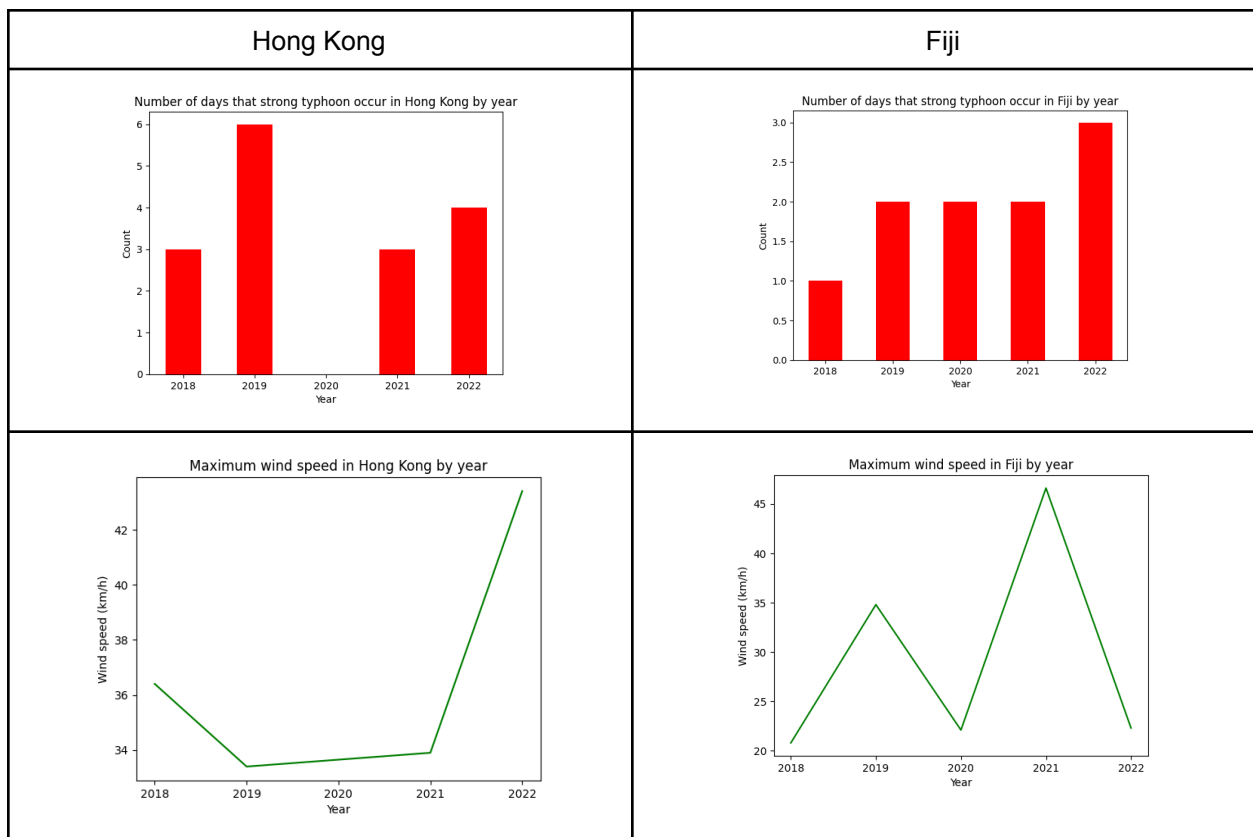 Hong Kong
Fiji
Number of days that strong typhoon occur in Hong Kong by year
6
5
4
3
2
1
0
Count
2018 2019 2020 2021 2022
Year
Number of days that strong typhoon occur in Fiji by year
3.0
2.5
2.0
1.5
1.0
0.5
0.0
Count
2018 2019 2020 2021 2022
Year
Maximum wind speed in Hong Kong by year
42
40
38
36
34
Wind speed (km/h)
2018 2019 2020 2021 2022
Year
Maximum wind speed in Fiji by year
45
40
35
30
25
20
Wind speed (km/h)
2018 2019 2020 2021 2022
Year